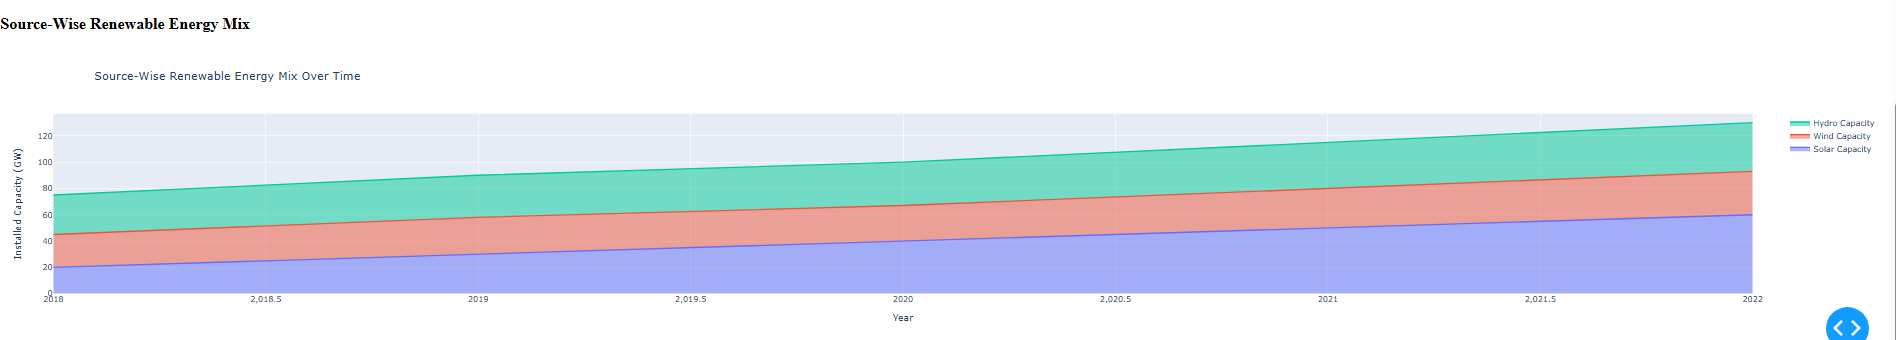 Source-Wise Renewable Energy Mix
Source-Wise Renewable Energy Mix Over Time
Hydro Capacity
Wind Capacity
Solar Capacity
Installed Capacity (GW)
120
100
80
60
40
20
0
2018 2,018.5 2019 2,019.5 2020 2,020.5 2021 2,021.5 2022
Year